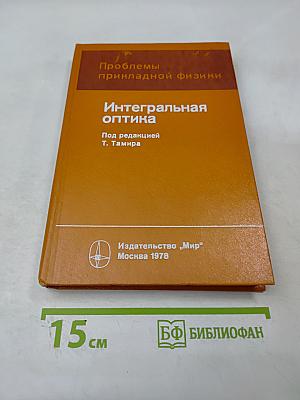 Проблемы
прикладной физики
Интегральная
оптика
Под редакцией
Т. Тамира
Издательство „Мир"
Москва 1978
15 см
БФ БИБЛИОФАН